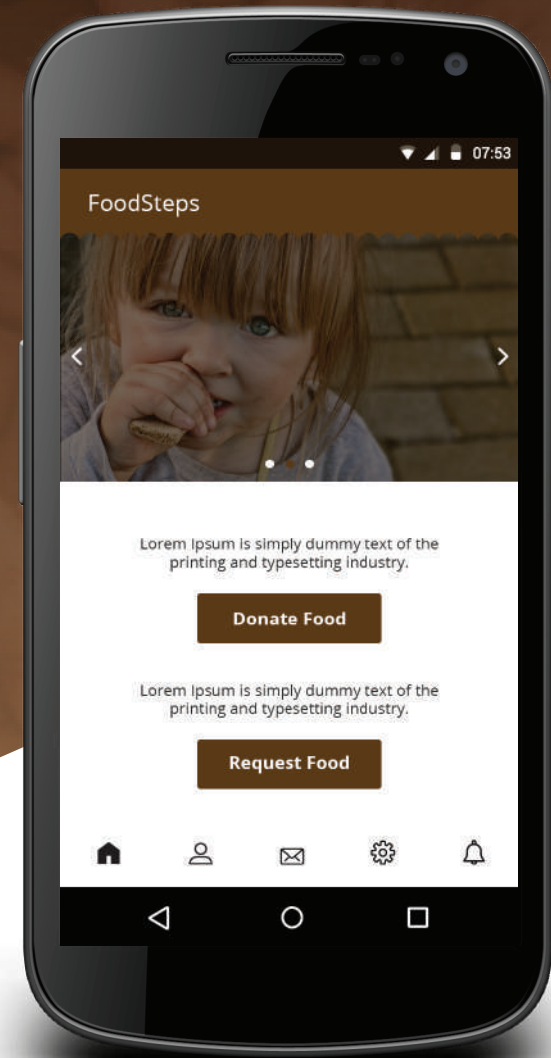 07:53
FoodSteps
Lorem Ipsum is simply dummy text of the
printing and typesetting industry.
Donate Food
Lorem Ipsum is simply dummy text of the
printing and typesetting industry.
Request Food